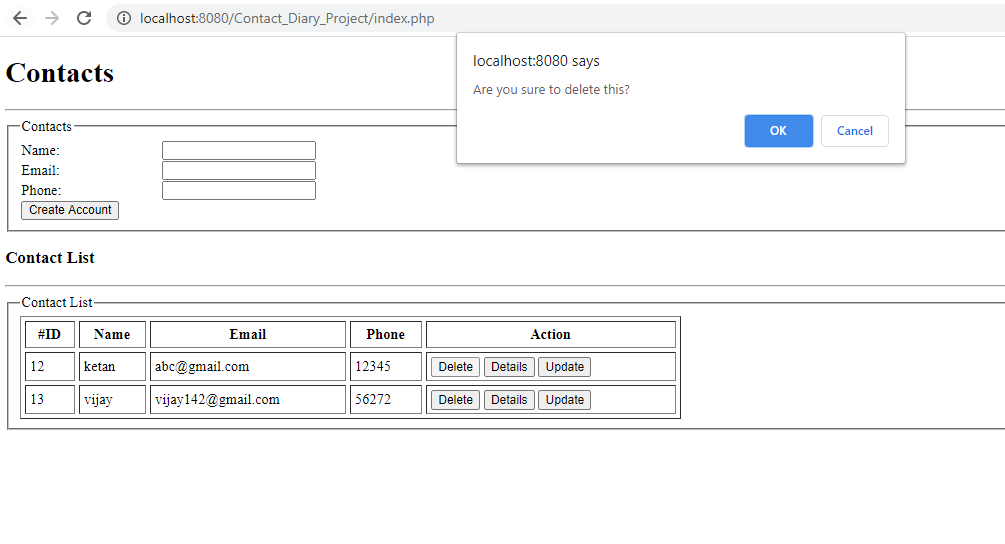 localhost:8080/Contact_Diary_Project/index.php
localhost:8080 says
Are you sure to delete this?
OK Cancel
Contacts
Contacts
Name:
Email:
Phone:
Create Account
Contact List
Contact List
#ID Name Email Phone Action
12 ketan abc@gmail.com 12345 Delete Details Update
13 vijay vijay142@gmail.com 56272 Delete Details Update